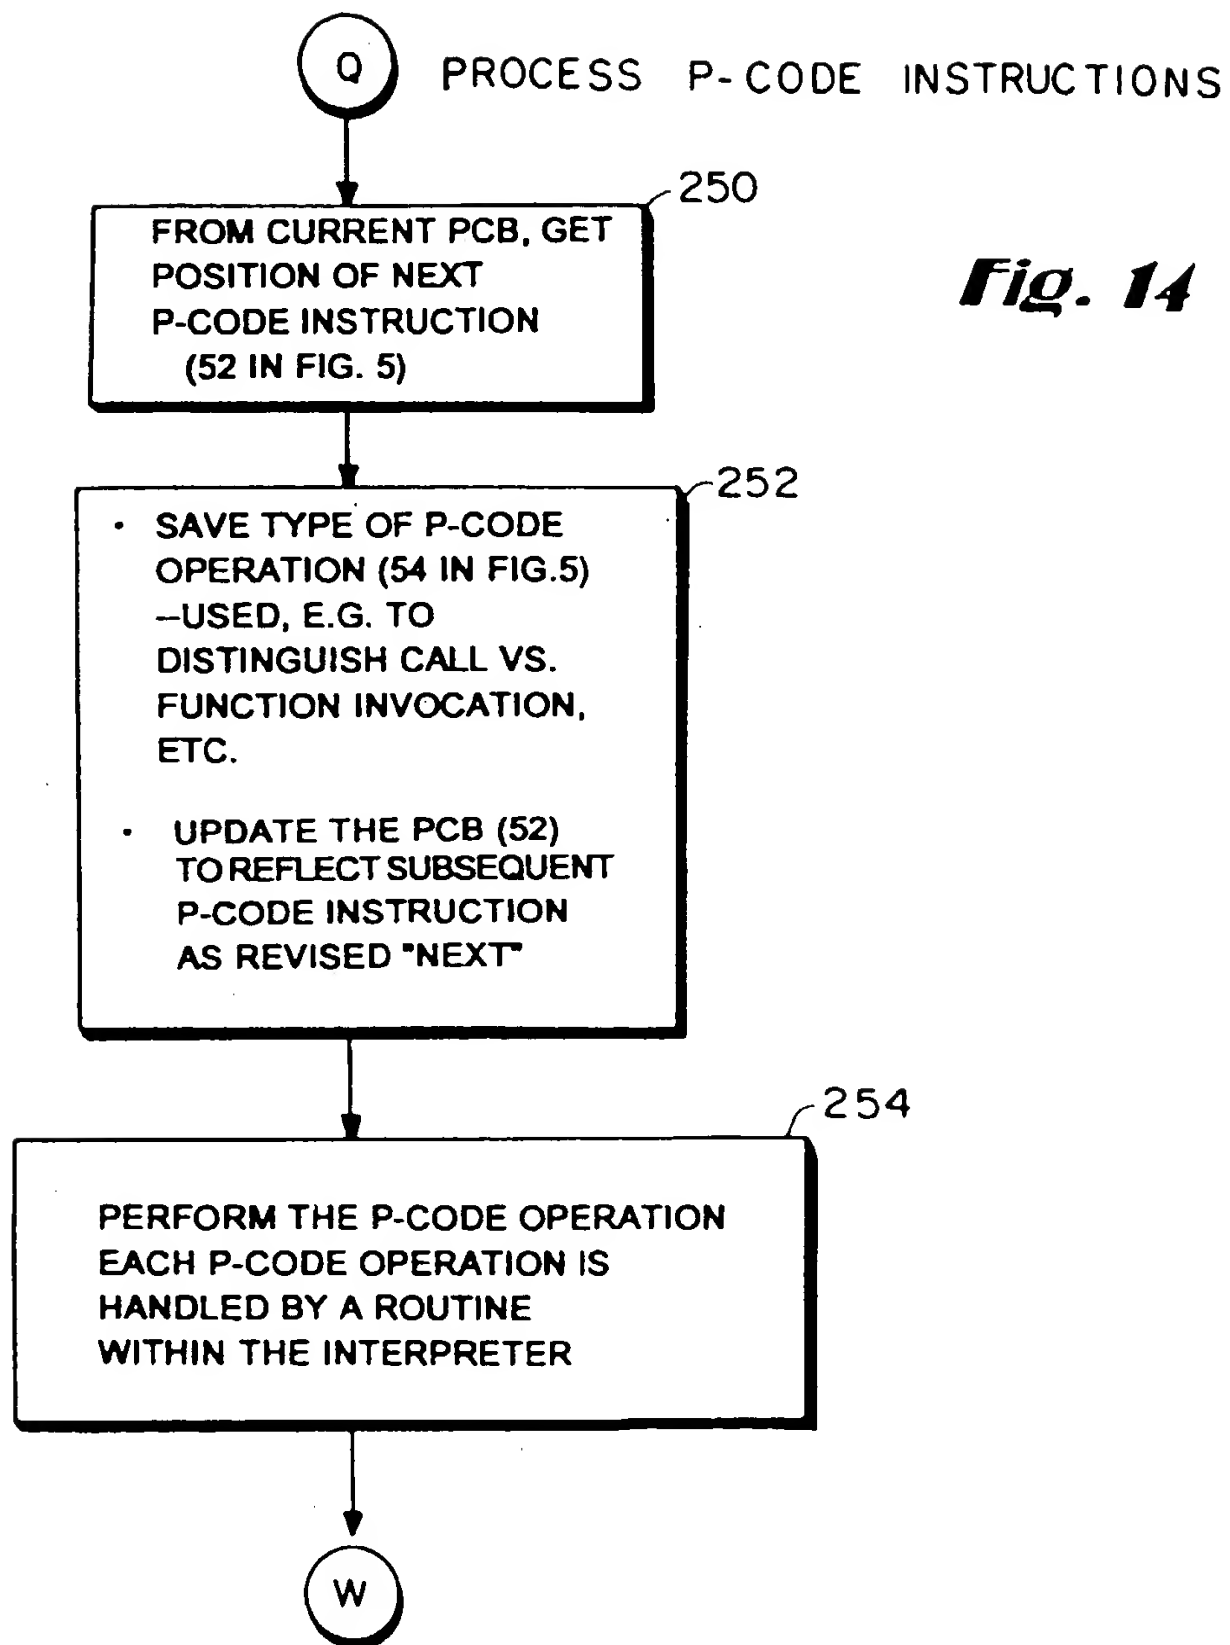 Q PROCESS P-CODE INSTRUCTIONS
250
FROM CURRENT PCB, GET
POSITION OF NEXT
P-CODE INSTRUCTION
(52 IN FIG. 5)
Fig. 14
252
· SAVE TYPE OF P-CODE
OPERATION (54 IN FIG.5)
–USED, E.G. TO
DISTINGUISH CALL VS.
FUNCTION INVOCATION,
ETC.
· UPDATE THE PCB (52)
TO REFLECT SUBSEQUENT
P-CODE INSTRUCTION
AS REVISED "NEXT"
254
PERFORM THE P-CODE OPERATION
EACH P-CODE OPERATION IS
HANDLED BY A ROUTINE
WITHIN THE INTERPRETER
W